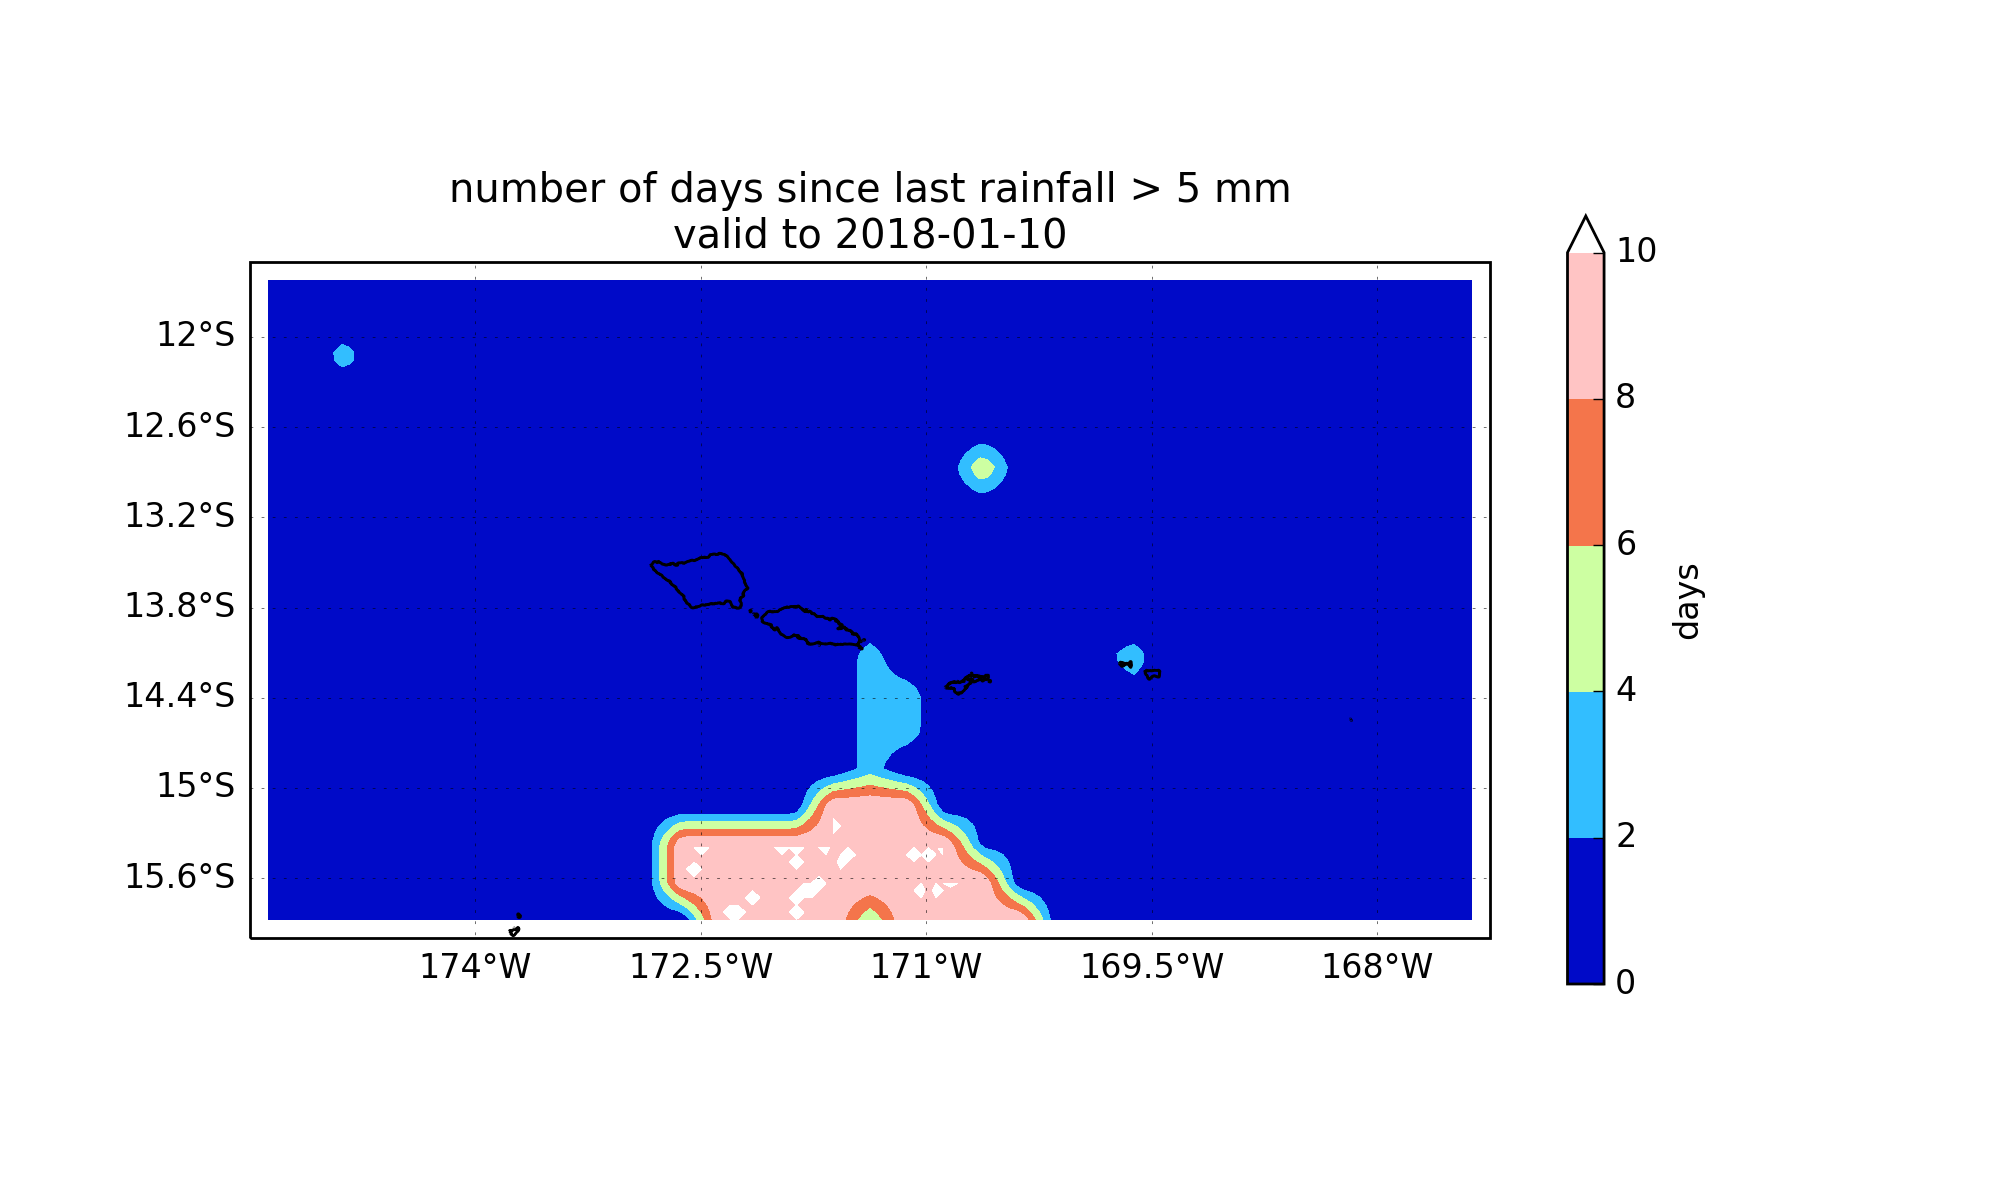 number of days since last rainfall > 5 mm
valid to 2018-01-10
12°S
12.6°S
13.2°S
13.8°S
14.4°S
15°S
15.6°S
174°W
172.5°W
171°W
169.5°W
168°W
10
8
6
4
2
0
days